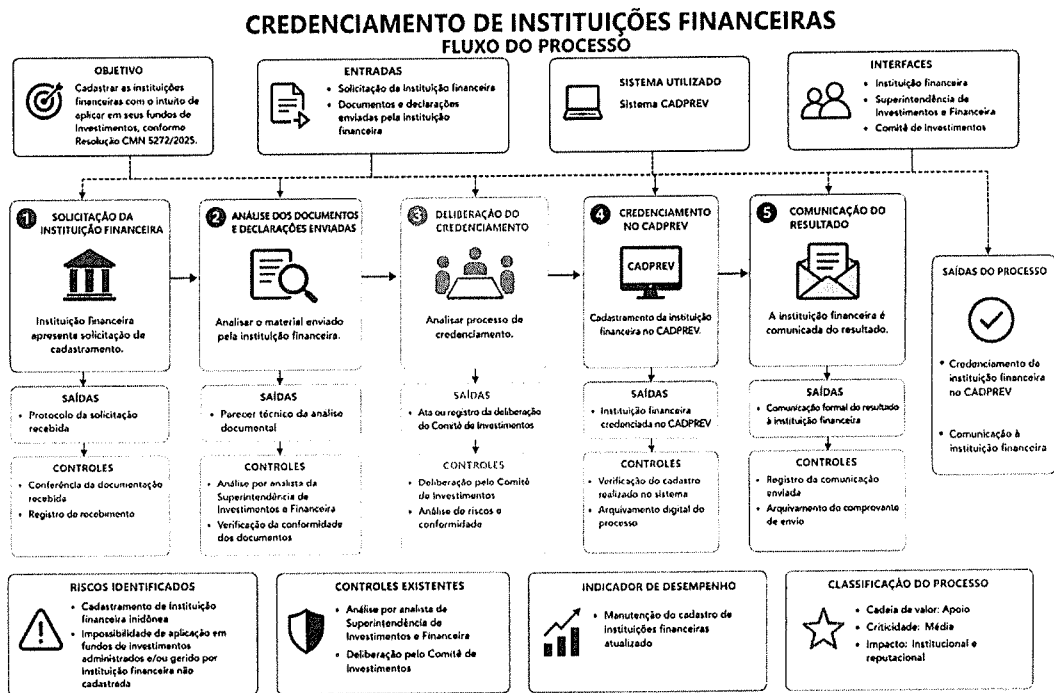 CREDENCIAMENTO DE INSTITUIÇÕES FINANCEIRAS
FLUXO DO PROCESSO
OBJETIVO
Cadastrar as instituições
financeiras com o intuito de
aplicar em seus fundos de
Investimentos, conforme
Resolução CMN 5272/2025.
ENTRADAS
• Solicitação da Instituição financeira
• Documentos e declarações
enviadas pela instituição
financeira
SISTEMA UTILIZADO
Sistema CADPREV
INTERFACES
• Instituição financeira
• Superintendência de
Investimentos e Financeira
• Comitê de Investimentos
1 SOLICITAÇÃO DA
INSTITUIÇÃO FINANCEIRA
Instituição financeira
apresenta solicitação de
cadastramento.
SAÍDAS
• Protocolo da solicitação
recebida
CONTROLES
• Conferência da documentação
recebida
• Registro de recebimento
2 ANÁLISE DOS DOCUMENTOS
E DECLARAÇÕES ENVIADAS
Analisar o material enviado
pela instituição financeira.
SAÍDAS
• Parecer técnico da análise
documental
CONTROLES
• Análise por analista da
Superintendência de
Investimentos e Financeira
• Verificação da conformidade
dos documentos
3 DELIBERAÇÃO DO
CREDENCIAMENTO
Analisar processo de
credenciamento.
SAÍDAS
• Ata ou registro da deliberação
do Comitê de Investimentos
CONTROLES
• Deliberação pelo Comitê
de Investimentos
• Análise de riscos e
conformidade
4 CREDENCIAMENTO
NO CADPREV
CADPREV
Cadastramento da instituição
financeira no CADPREV.
SAÍDAS
• Instituição financeira
credenciada no CADPREV
CONTROLES
• Verificação do cadastro
realizado no sistema
• Arquivamento digital do
processo
5 COMUNICAÇÃO DO
RESULTADO
A instituição financeira é
comunicada do resultado.
SAÍDAS
• Comunicação formal do resultado
à instituição financeira
CONTROLES
• Registro da comunicação
enviada
• Arquivamento do comprovante
de envio
SAÍDAS DO PROCESSO
• Credenciamento da
instituição financeira
no CADPREV
• Comunicação à
instituição financeira
RISCOS IDENTIFICADOS
• Cadastramento de Instituição
financeira inidônea
• Impossibilidade de aplicação em
fundos de investimentos
administrados e/ou gerido por
Instituição financeira não
cadastrada
CONTROLES EXISTENTES
• Análise por analista de
Superintendência de
Investimentos e Financeira
• Deliberação pelo Comitê de
Investimentos
INDICADOR DE DESEMPENHO
• Manutenção do cadastro de
Instituições financeiras
atualizado
CLASSIFICAÇÃO DO PROCESSO
• Cadeia de valor: Apoio
• Criticidade: Média
• Impacto: Institucional e
reputacional